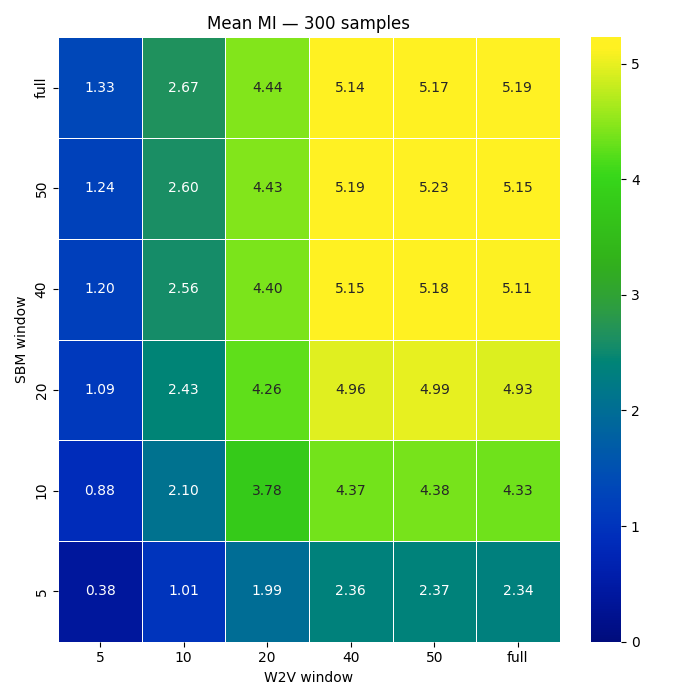 Mean MI — 300 samples
full 1.33 2.67 4.44 5.14 5.17 5.19
50 1.24 2.60 4.43 5.19 5.23 5.15
40 1.20 2.56 4.40 5.15 5.18 5.11
20 1.09 2.43 4.26 4.96 4.99 4.93
10 0.88 2.10 3.78 4.37 4.38 4.33
5 0.38 1.01 1.99 2.36 2.37 2.34
SBM window
5 10 20 40 50 full
W2V window
5
4
3
2
1
0